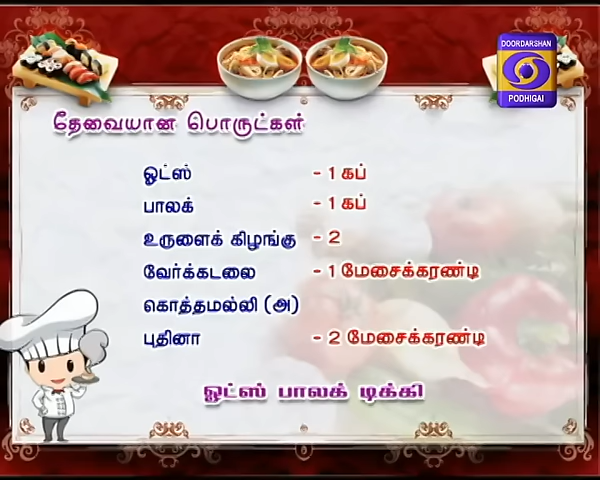 DOORDARSHAN
PODHIGAI
தேவையான பொருட்கள்
ஓட்ஸ் - 1 கப்
பாலக் - 1 கப்
உருளைக் கிழங்கு - 2
வேர்க்கடலை - 1 மேசைக்கரண்டி
கொத்தமல்லி (அ)
புதினா - 2 மேசைக்கரண்டி
ஓட்ஸ் பாலக் டிக்கி